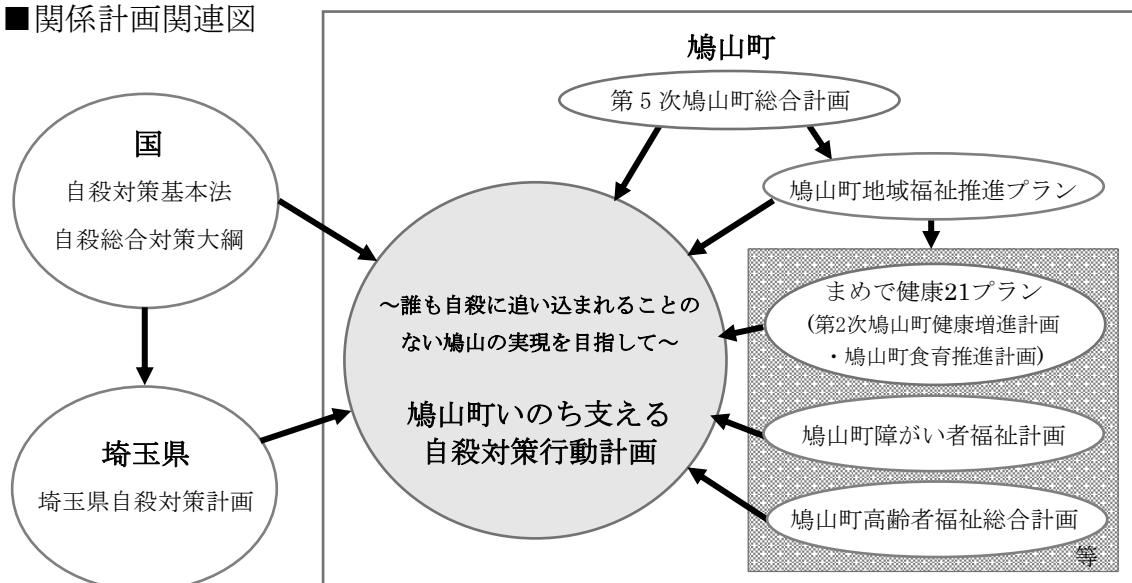 ■関係計画関連図
鳩山町
第5次鳩山町総合計画
国
自殺対策基本法
自殺総合対策大綱
鳩山町地域福祉推進プラン
まめで健康21プラン
(第2次鳩山町健康増進計画
・鳩山町食育推進計画)
～誰も自殺に追い込まれることの
ない鳩山の実現を目指して～
鳩山町いのち支える
自殺対策行動計画
鳩山町障がい者福祉計画
埼玉県
埼玉県自殺対策計画
鳩山町高齢者福祉総合計画
等